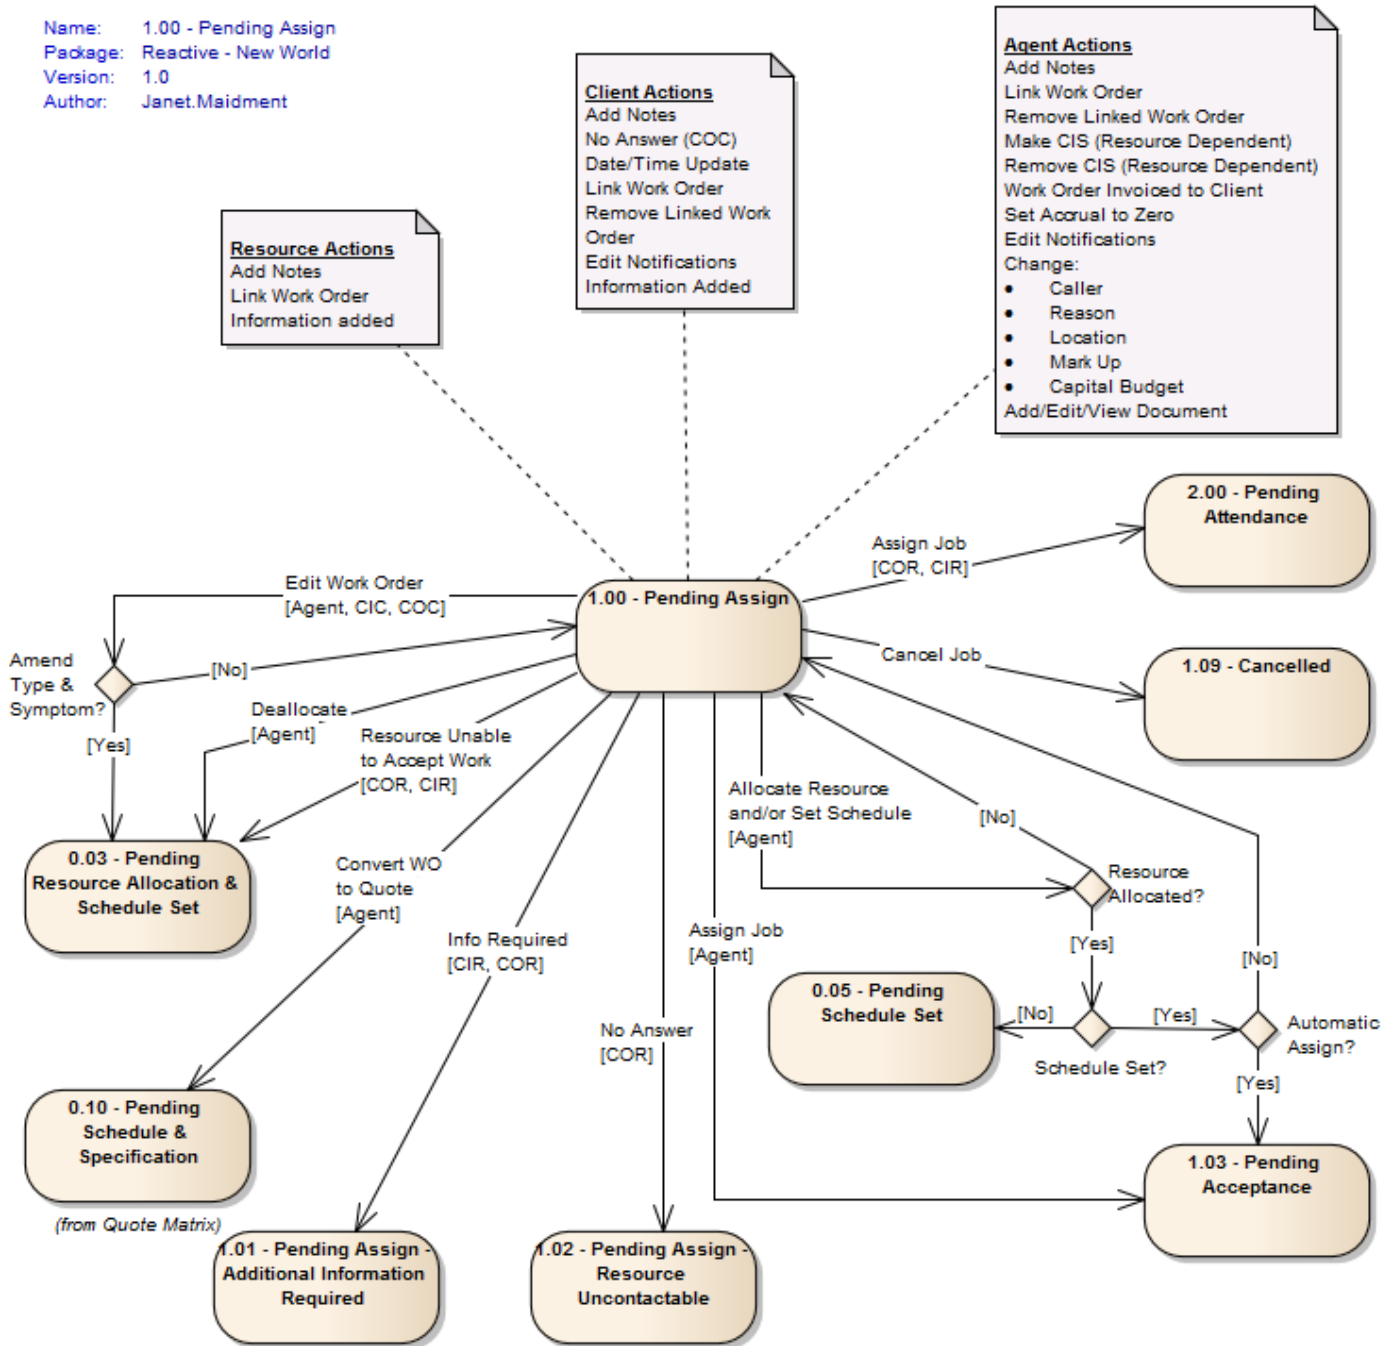 Name: 1.00 - Pending Assign
Package: Reactive - New World
Version: 1.0
Author: Janet.Maidment
Resource Actions
Add Notes
Link Work Order
Information added
Client Actions
Add Notes
No Answer (COC)
Date/Time Update
Link Work Order
Remove Linked Work
Order
Edit Notifications
Information Added
Agent Actions
Add Notes
Link Work Order
Remove Linked Work Order
Make CIS (Resource Dependent)
Remove CIS (Resource Dependent)
Work Order Invoiced to Client
Set Accrual to Zero
Edit Notifications
Change:
• Caller
• Reason
• Location
• Mark Up
• Capital Budget
Add/Edit/View Document
2.00 - Pending
Attendance
Assign Job
[COR, CIR]
Edit Work Order
[Agent, CIC, COC]
1.00 - Pending Assign
Cancel Job
1.09 - Cancelled
Amend
Type &
Symptom?
[No]
[Yes]
Deallocate
[Agent]
Resource Unable
to Accept Work
[COR, CIR]
Allocate Resource
and/or Set Schedule
[Agent]
[No]
0.03 - Pending
Resource Allocation &
Schedule Set
Convert WO
to Quote
[Agent]
Resource
Allocated?
Info Required
[CIR, COR]
Assign Job
[Agent]
[Yes]
[No]
0.05 - Pending
Schedule Set
[No]
[Yes]
Schedule Set?
Automatic
Assign?
No Answer
[COR]
[Yes]
0.10 - Pending
Schedule &
Specification
(from Quote Matrix)
1.03 - Pending
Acceptance
1.01 - Pending Assign -
Additional Information
Required
1.02 - Pending Assign -
Resource
Uncontactable